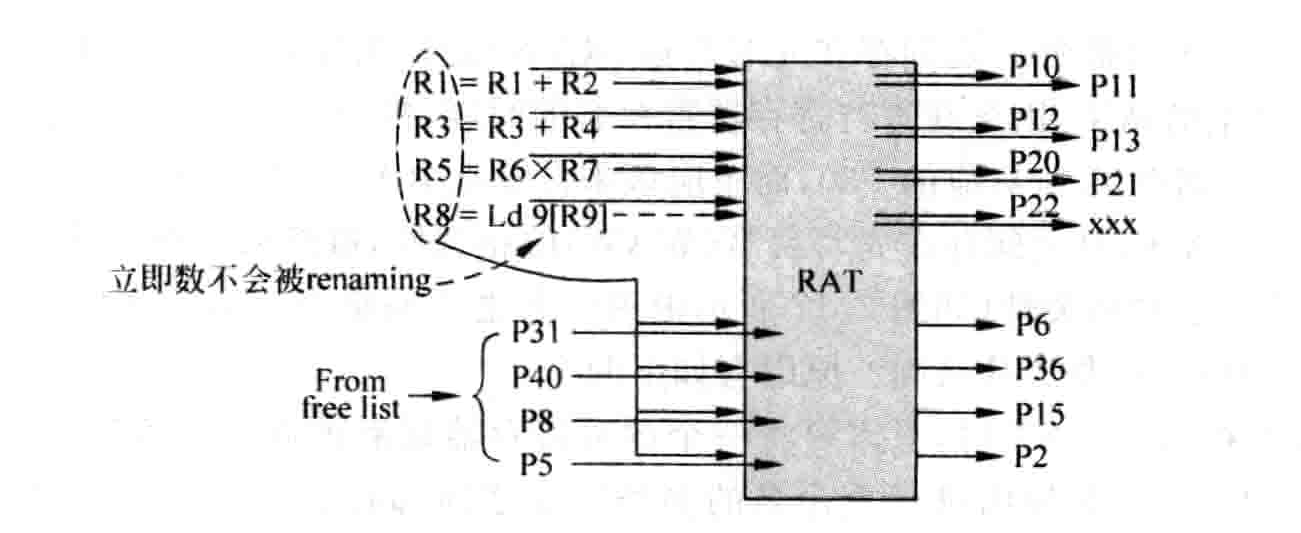 R1 = R1 + R2
R3 = R3 + R4
R5 = R6 × R7
R8 = Ld 9[R9]
立即数不会被renaming
From
free list
P31
P40
P8
P5
RAT
P10
P11
P12
P13
P20
P21
P22
xxx
P6
P36
P15
P2